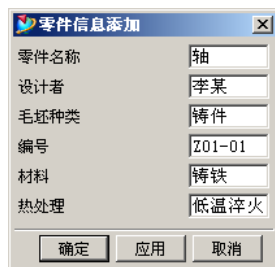 零件信息添加
零件名称 轴
设计者 李某
毛坯种类 铸件
编号 Z01-01
材料 铸铁
热处理 低温淬火
确定 应用 取消